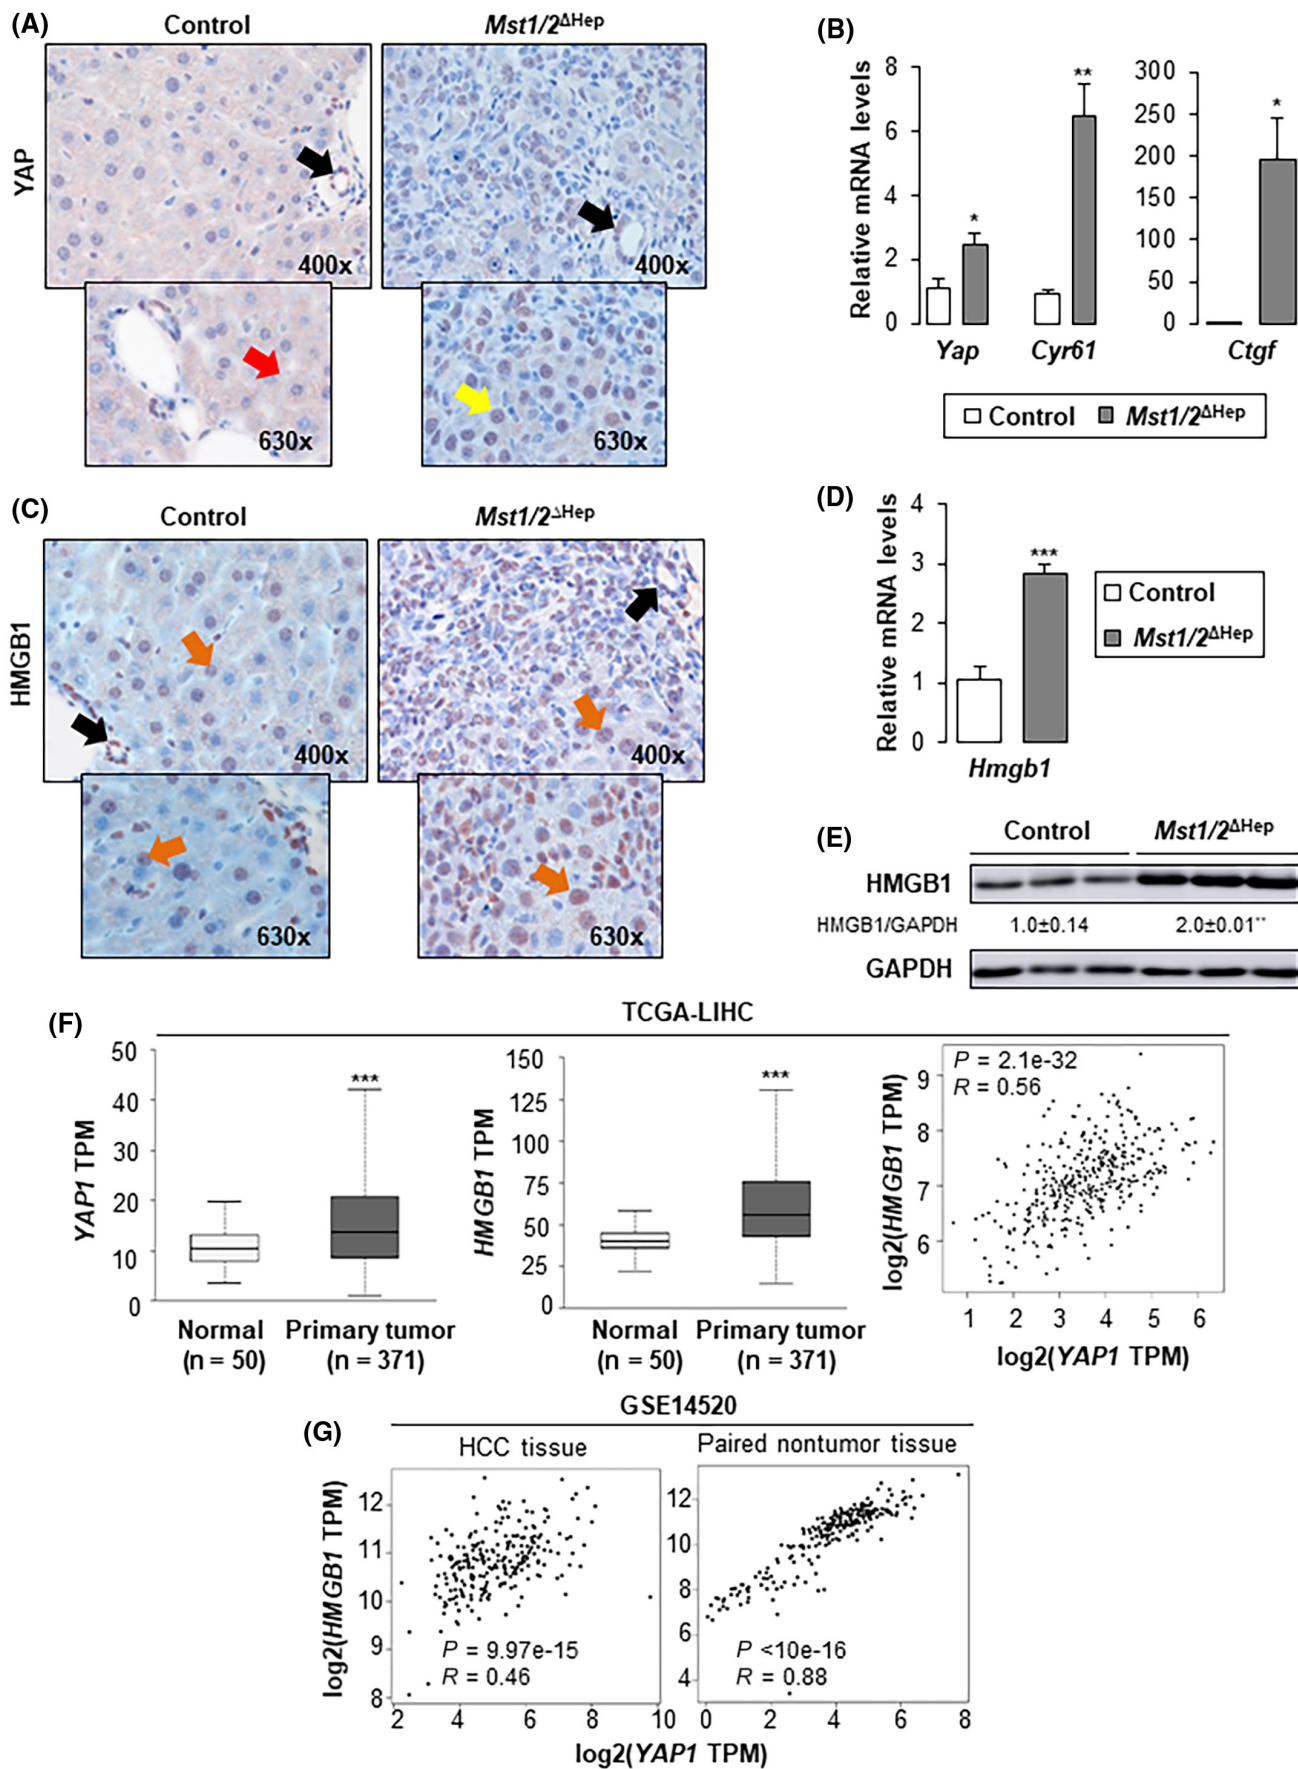 (A)
Control
Mst1/2ΔHep
YAP
400x
400x
630x
630x
(B)
Relative mRNA levels
8
6
4
2
0
**
*
Yap
Cyr61
300
250
200
150
100
50
0
*
Ctgf
Control
Mst1/2ΔHep
(C)
Control
Mst1/2ΔHep
HMGB1
400x
400x
630x
630x
(D)
Relative mRNA levels
4
3
2
1
0
***
Hmgb1
Control
Mst1/2ΔHep
(E)
Control
Mst1/2ΔHep
HMGB1
HMGB1/GAPDH
1.0±0.14
2.0±0.01**
GAPDH
(F)
TCGA-LIHC
YAP1 TPM
50
40
30
20
10
0
***
Normal
(n = 50)
Primary tumor
(n = 371)
HMGB1 TPM
150
125
100
75
50
25
0
***
Normal
(n = 50)
Primary tumor
(n = 371)
log2(HMGB1 TPM)
9
8
7
6
P = 2.1e-32
R = 0.56
1 2 3 4 5 6
log2(YAP1 TPM)
(G)
GSE14520
HCC tissue
Paired nontumor tissue
log2(HMGB1 TPM)
12
11
10
9
8
P = 9.97e-15
R = 0.46
2 4 6 8 10
12
10
8
6
4
P <10e-16
R = 0.88
0 2 4 6 8
log2(YAP1 TPM)